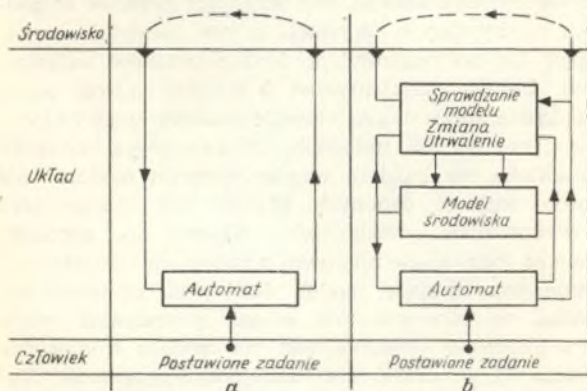 Środowisko
Sprawdzanie
modelu
Zmiana
Utrwalenie
Układ
Model
środowiska
Automat
Automat
Człowiek
Postawione zadanie
Postawione zadanie
a
b